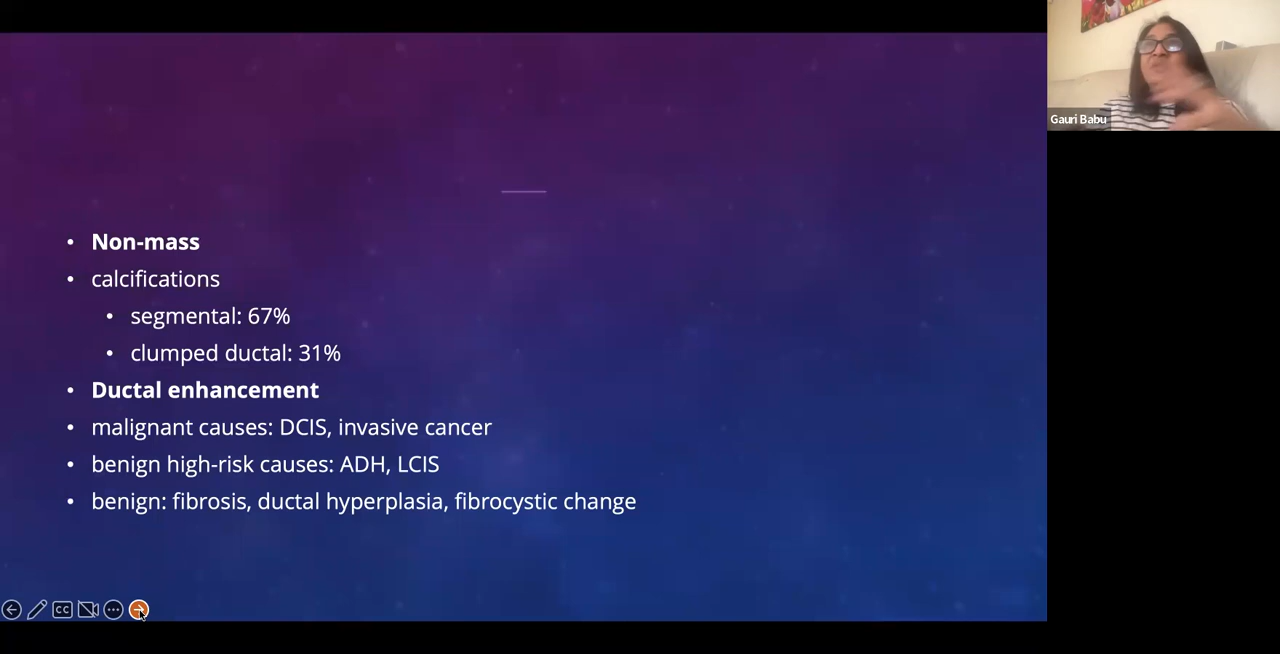 Non-mass
calcifications
segmental: 67%
clumped ductal: 31%
Ductal enhancement
malignant causes: DCIS, invasive cancer
benign high-risk causes: ADH, LCIS
benign: fibrosis, ductal hyperplasia, fibrocystic change
CC
Gauri Babu